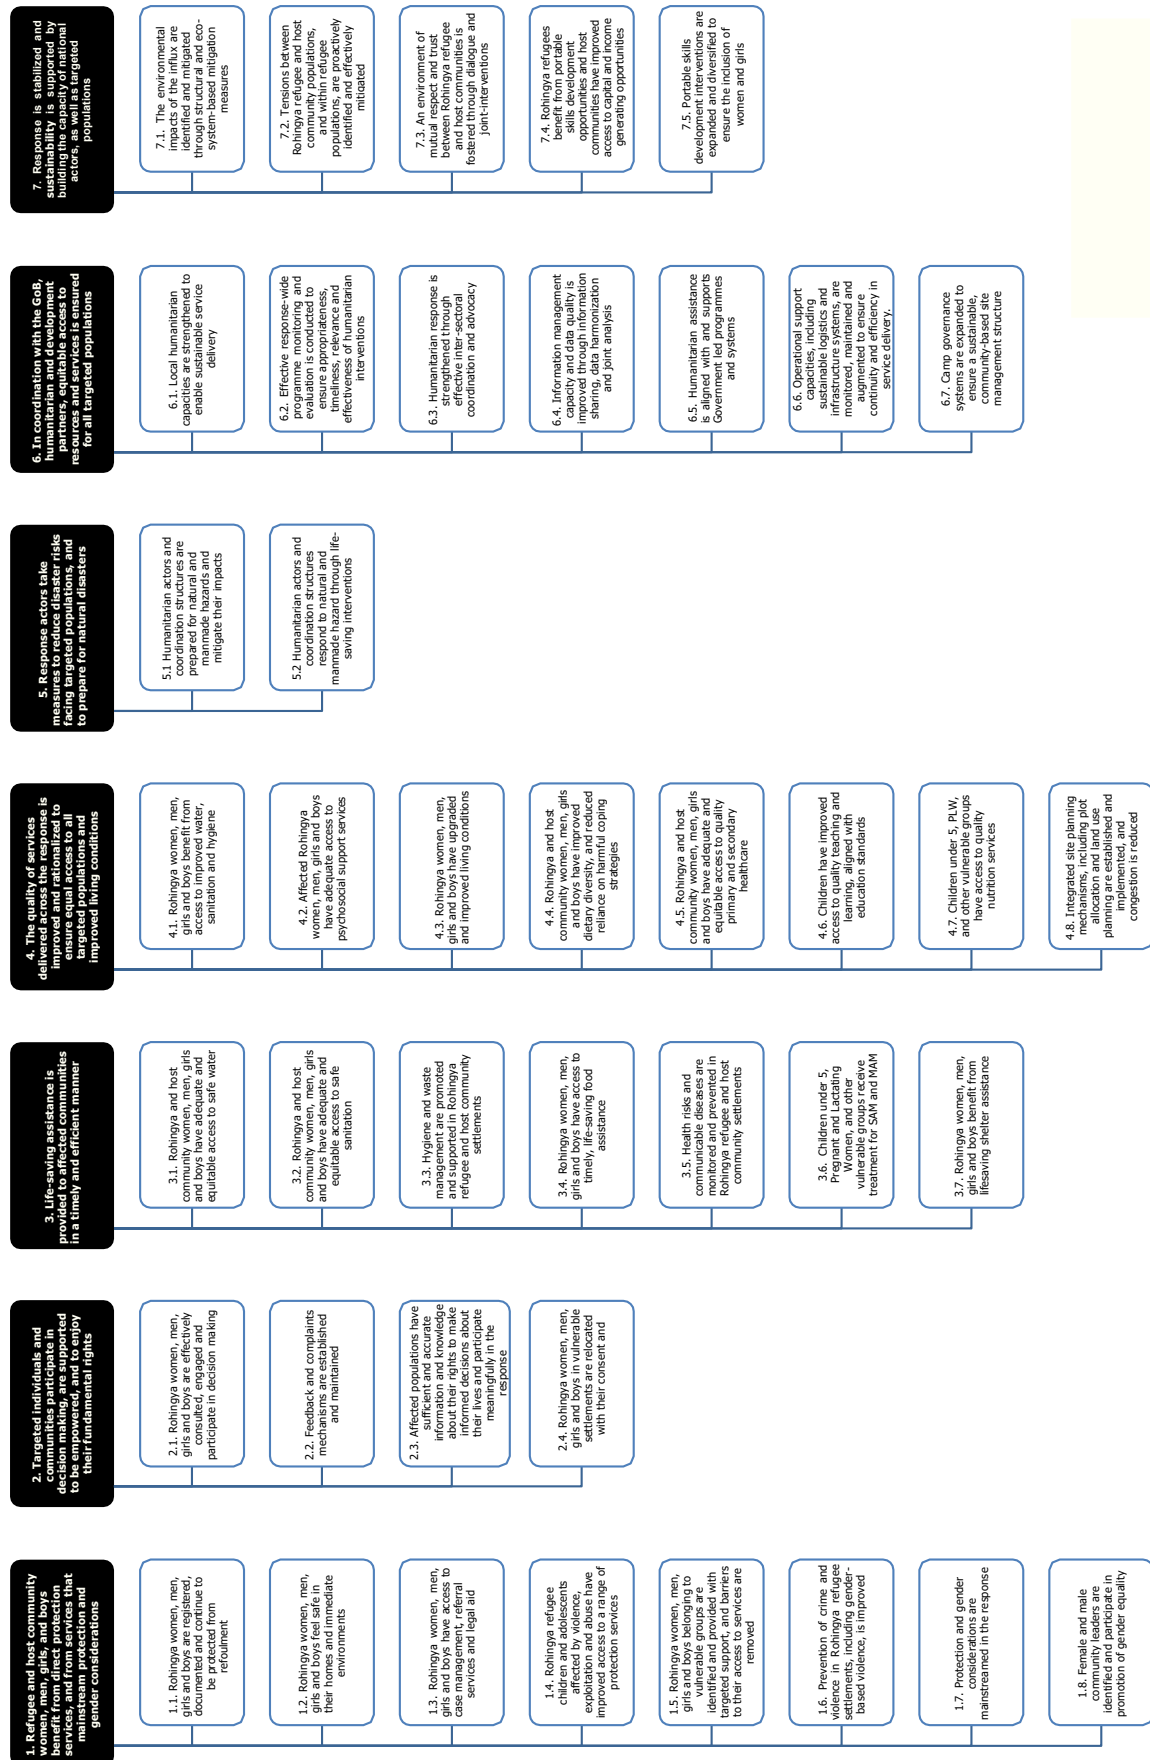 1. Refugee and host community
women, men, girls, and boys
benefit from direct protection
services, and from services that
mainstream protection and
gender considerations
1.1. Rohingya women, men,
girls and boys are registered,
documented and continue to
be protected from
refoulment
1.2. Rohingya women, men,
girls and boys feel safe in
their homes and immediate
environments
1.3. Rohingya women, men,
girls and boys have access to
case management, referral
services and legal aid
1.4. Rohingya refugee
children and adolescents
affected by violence,
exploitation and abuse have
improved access to a range of
protection services
1.5. Rohingya women, men,
girls and boys belonging to
vulnerable groups are
identified and provided with
targeted support, and barriers
to their access to services are
removed
1.6. Prevention of crime and
violence in Rohingya refugee
settlements, including gender-
based violence, is improved
1.7. Protection and gender
considerations are
mainstreamed in the response
1.8. Female and male
community leaders are
identified and participate in
promotion of gender equality
2. Targeted individuals and
communities participate in
decision making, are supported
to be empowered, and to enjoy
their fundamental rights
2.1. Rohingya women, men,
girls and boys are effectively
consulted, engaged and
participate in decision making
2.2. Feedback and complaints
mechanisms are established
and maintained
2.3. Affected populations have
sufficient and accurate
information and knowledge
about their rights to make
informed decisions about
their lives and participate
meaningfully in the
response
2.4. Rohingya women, men,
girls and boys in vulnerable
settlements are relocated
with their consent and
3. Life-saving assistance is
provided to affected communities
in a timely and efficient manner
3.1. Rohingya and host
community women, men, girls
and boys have adequate and
equitable access to safe water
3.2. Rohingya and host
community women, men, girls
and boys have adequate and
equitable access to safe
sanitation
3.3. Hygiene and waste
management are promoted
and supported in Rohingya
refugee and host community
settlements
3.4. Rohingya women, men,
girls and boys have access to
timely, life-saving food
assistance
3.5. Health risks and
communicable diseases are
monitored and prevented in
Rohingya refugee and host
community settlements
3.6. Children under 5,
Pregnant and Lactating
Women, and other
vulnerable groups receive
treatment for SAM and MAM
3.7. Rohingya women, men,
girls and boys benefit from
lifesaving shelter assistance
4. The quality of services
delivered across the response is
improved and rationalized to
ensure equal access to all
targeted populations and
improved living conditions
4.1. Rohingya women, men,
girls and boys benefit from
access to improved water,
sanitation and hygiene
4.2. Affected Rohingya
women, men, girls and boys
have adequate access to
psychosocial support services
4.3. Rohingya women, men,
girls and boys have upgraded
and improved living conditions
4.4. Rohingya and host
community women, men, girls
and boys have improved
dietary diversity, and reduced
reliance on harmful coping
strategies
4.5. Rohingya and host
community women, men, girls
and boys have adequate and
equitable access to quality
primary and secondary
healthcare
4.6. Children have improved
access to quality teaching and
learning, aligned with
education standards
4.7. Children under 5, PLW,
and other vulnerable groups
have access to quality
nutrition services
4.8. Integrated site planning
mechanisms, including plot
allocation and land use
planning are established and
implemented, and
congestion is reduced
5. Response actors take
measures to reduce disaster risks
facing targeted populations, and
to prepare for natural disasters
5.1 Humanitarian actors and
coordination structures are
prepared for natural and
manmade hazards and
mitigate their impacts
5.2 Humanitarian actors and
coordination structures
respond to natural and
manmade hazard through life-
saving interventions
6. In coordination with the GoB,
humanitarian and development
partners, equitable access to
resources and services is ensured
for all targeted populations
6.1. Local humanitarian
capacities are strengthened to
enable sustainable service
delivery
6.2. Effective response-wide
programme monitoring and
evaluation is conducted to
ensure appropriateness,
timeliness, relevance and
effectiveness of humanitarian
interventions
6.3. Humanitarian response is
strengthened through
effective inter-sectoral
coordination and advocacy
6.4. Information management
capacity and data quality is
improved through information
sharing, data harmonization
and joint analysis
6.5. Humanitarian assistance
is aligned with and supports
Government led programmes
and systems
6.6. Operational support
capacities, including
sustainable logistics and
infrastructure systems, are
monitored, maintained and
augmented to ensure
continuity and efficiency in
service delivery.
6.7. Camp governance
systems are expanded to
ensure a sustainable,
community-based site
management structure
7. Response is stabilized and
sustainability is supported by
building the capacity of national
actors, as well as targeted
populations
7.1. The environmental
impacts of the influx are
identified and mitigated
through structural and eco-
system-based mitigation
measures
7.2. Tensions between
Rohingya refugee and host
community populations,
and within refugee
populations, are proactively
identified and effectively
mitigated
7.3. An environment of
mutual respect and trust
between Rohingya refugee
and host communities is
fostered through dialogue and
joint-interventions
7.4. Rohingya refugees
benefit from portable
skills development
opportunities and host
communities have improved
access to capital and income
generating opportunities
7.5. Portable skills
development interventions are
expanded and diversified to
ensure the inclusion of
women and girls